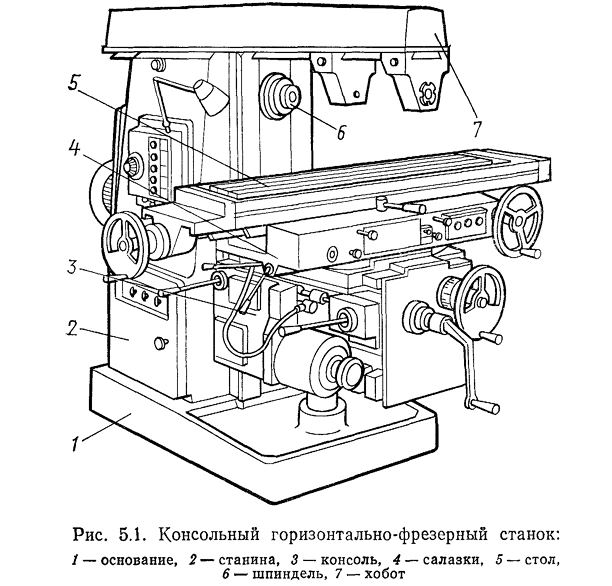 5
4
6
7
3
2
1
Рис. 5.1. Консольный горизонтально-фрезерный станок:
1 — основание, 2 — станина, 3 — консоль, 4 — салазки, 5 — стол,
6 — шпиндель, 7 — хобот